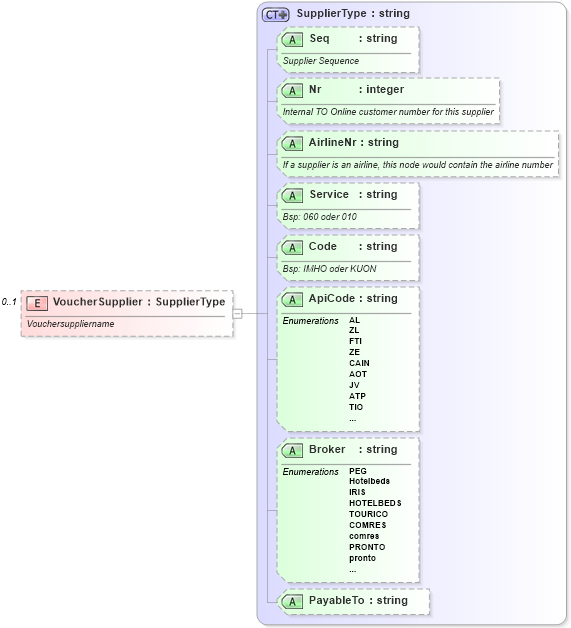 CT SupplierType : string
A Seq : string
Supplier Sequence
A Nr : integer
Internal TO Online customer number for this supplier
A AirlineNr : string
If a supplier is an airline, this node would contain the airline number
A Service : string
Bsp: 060 oder 010
A Code : string
Bsp: IMHO oder KUON
0..1
E VoucherSupplier : SupplierType
Vouchersuppliername
A ApiCode : string
Enumerations AL
ZL
FTI
ZE
CAIN
AOT
JV
ATP
TIO
...
A Broker : string
Enumerations PEG
Hotelbeds
IRIS
HOTELBEDS
TOURICO
COMRES
comres
PRONTO
pronto
...
A PayableTo : string